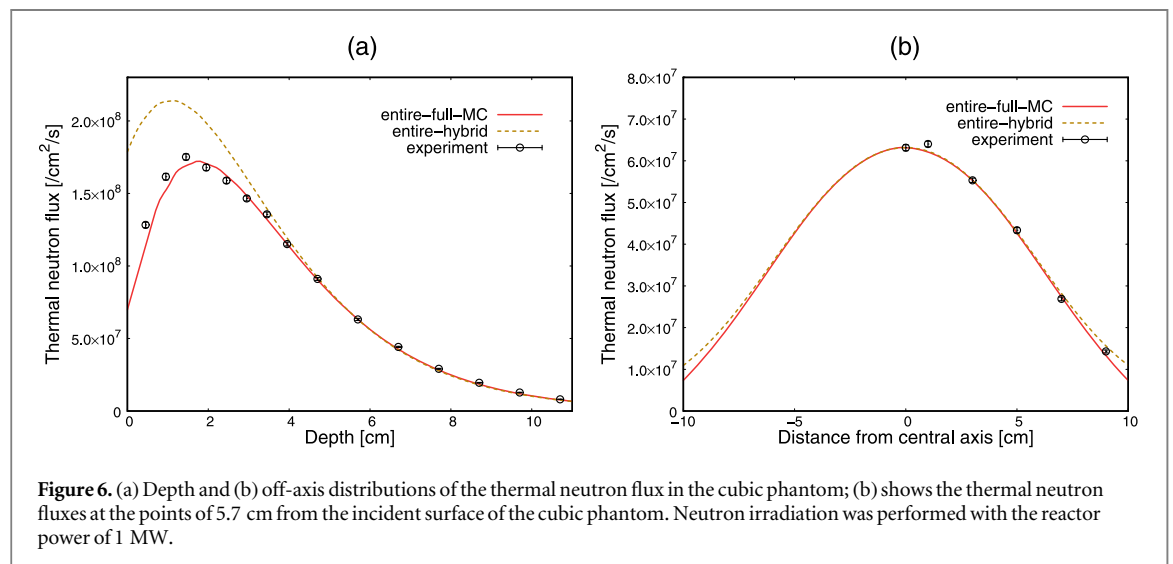 (a)
Thermal neutron flux [/cm²/s]
2.0×10⁸
1.5×10⁸
1.0×10⁸
5.0×10⁷
0
entire−full−MC
entire−hybrid
experiment
0 2 4 6 8 10
Depth [cm]
(b)
Thermal neutron flux [/cm²/s]
8.0×10⁷
7.0×10⁷
6.0×10⁷
5.0×10⁷
4.0×10⁷
3.0×10⁷
2.0×10⁷
1.0×10⁷
0
entire−full−MC
entire−hybrid
experiment
−10 −5 0 5 10
Distance from central axis [cm]
Figure 6. (a) Depth and (b) off-axis distributions of the thermal neutron flux in the cubic phantom; (b) shows the thermal neutron
fluxes at the points of 5.7 cm from the incident surface of the cubic phantom. Neutron irradiation was performed with the reactor
power of 1 MW.